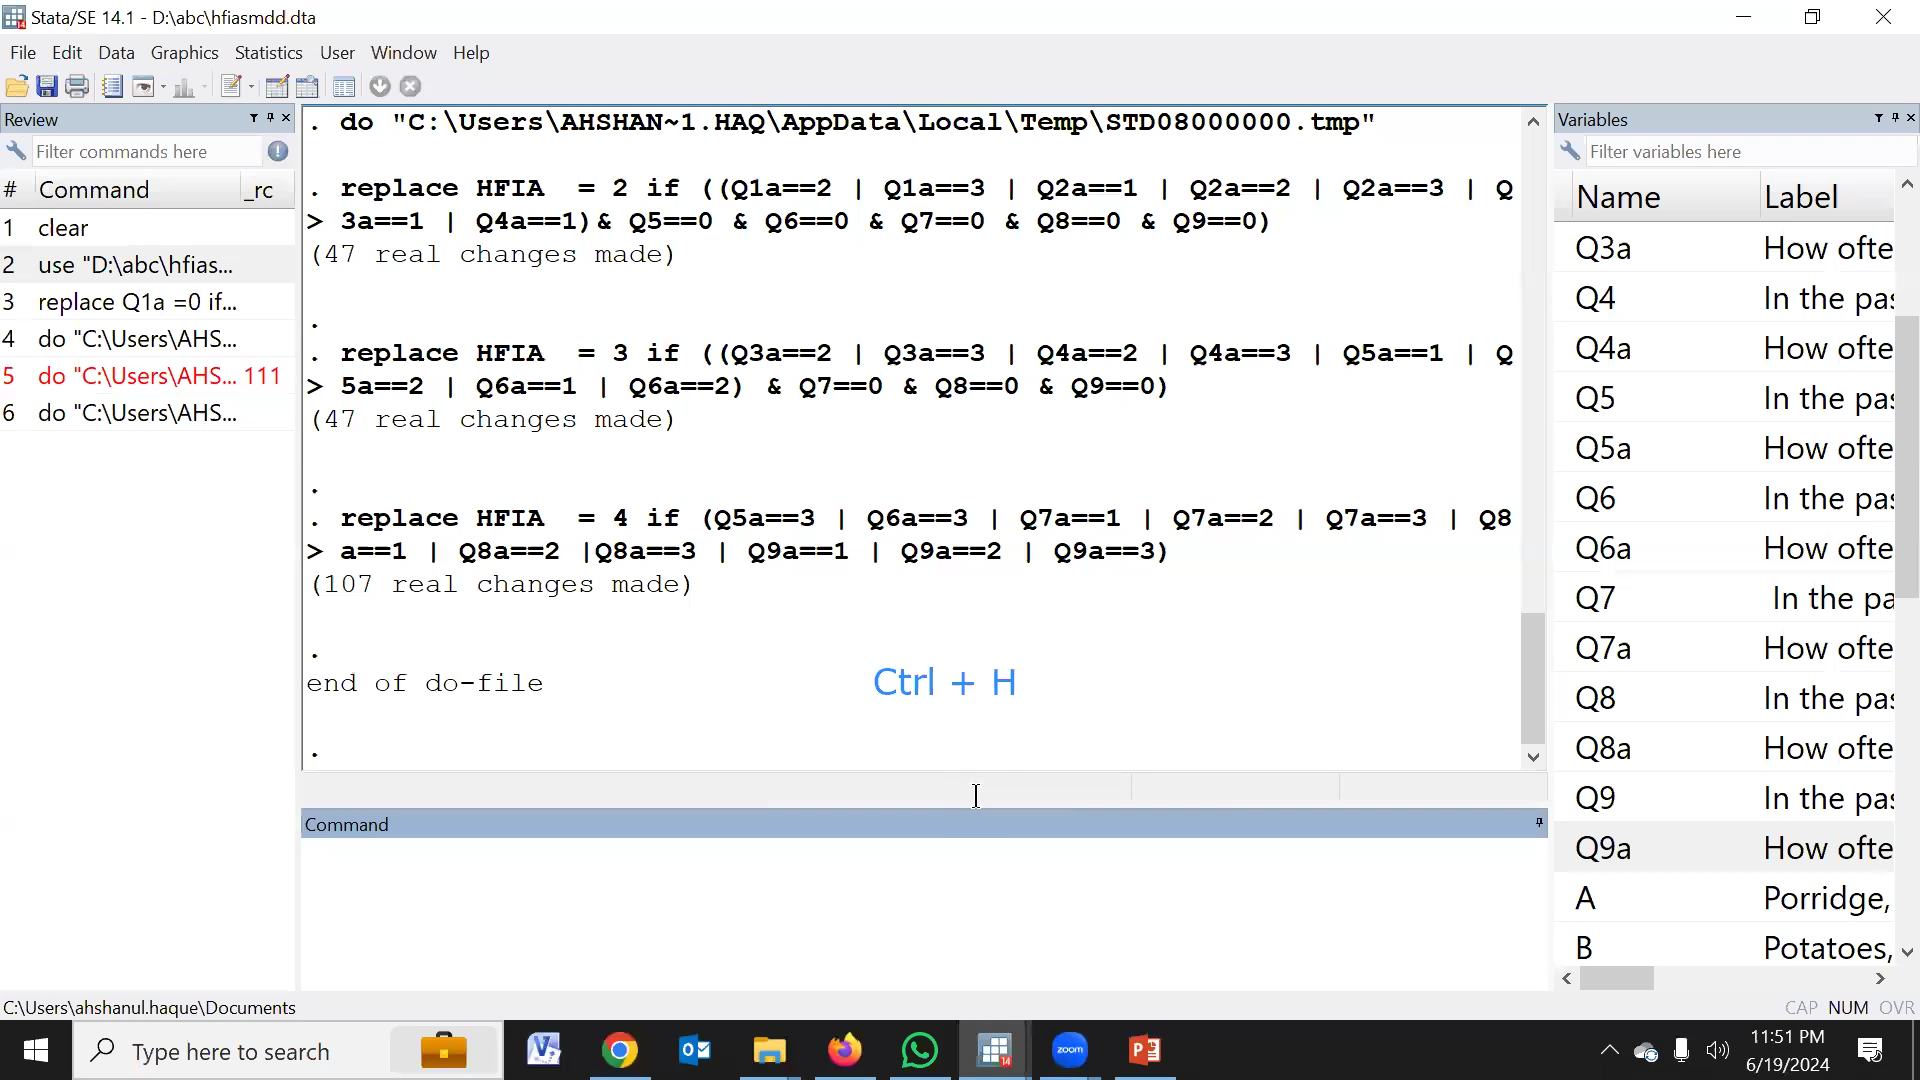 Stata/SE 14.1 - D:\abc\hfiasmdd.dta
File Edit Data Graphics Statistics User Window Help
Review
Filter commands here
# Command _rc
1 clear
2 use "D:\abc\hfias...
3 replace Q1a =0 if...
4 do "C:\Users\AHS...
5 do "C:\Users\AHS... 111
6 do "C:\Users\AHS...
. do "C:\Users\AHSHAN~1.HAQ\AppData\Local\Temp\STD08000000.tmp"
. replace HFIA  = 2 if ((Q1a==2 | Q1a==3 | Q2a==1 | Q2a==2 | Q2a==3 | Q
> 3a==1 | Q4a==1)& Q5==0 & Q6==0 & Q7==0 & Q8==0 & Q9==0)
(47 real changes made)
.
. replace HFIA  = 3 if ((Q3a==2 | Q3a==3 | Q4a==2 | Q4a==3 | Q5a==1 | Q
> 5a==2 | Q6a==1 | Q6a==2) & Q7==0 & Q8==0 & Q9==0)
(47 real changes made)
.
. replace HFIA  = 4 if (Q5a==3 | Q6a==3 | Q7a==1 | Q7a==2 | Q7a==3 | Q8
> a==1 | Q8a==2 |Q8a==3 | Q9a==1 | Q9a==2 | Q9a==3)
(107 real changes made)
.
end of do-file
Ctrl + H
.
Command
Variables
Filter variables here
Name Label
Q3a How ofte
Q4 In the pas
Q4a How ofte
Q5 In the pas
Q5a How ofte
Q6 In the pas
Q6a How ofte
Q7 In the pa
Q7a How ofte
Q8 In the pas
Q8a How ofte
Q9 In the pas
Q9a How ofte
A Porridge,
B Potatoes,
C:\Users\ahshanul.haque\Documents
CAP NUM OVR
Type here to search
zoom
11:51 PM
6/19/2024